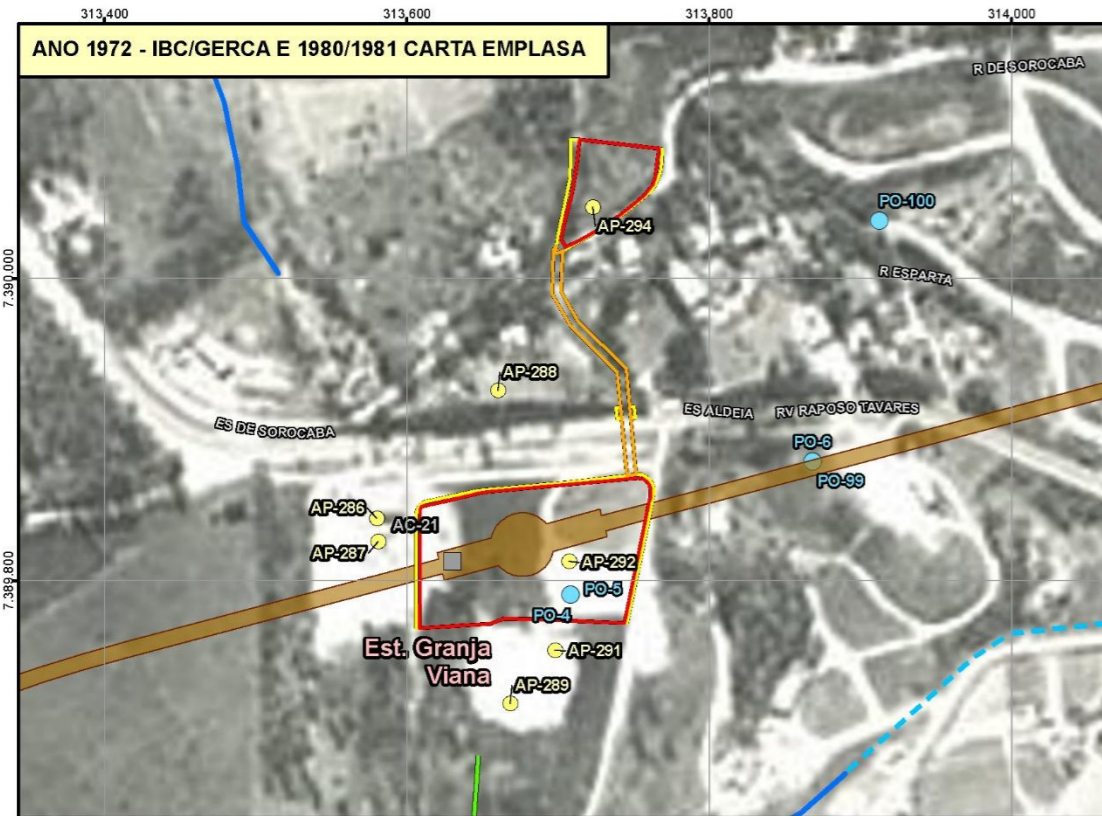 313,400
313,600
313,800
314,000
ANO 1972 - IBC/GERCA E 1980/1981 CARTA EMPLASA
R DE SOROCABA
PO-100
AP-294
7.390.000
R ESPARTA
AP-288
ES DE SOROCABA
ES ALDEIA
RV RAPOSO TAVARES
PO-6
PO-99
AP-286
AC-21
AP-287
AP-292
7.389.800
PO-5
PO-4
Est. Granja
Viana
AP-291
AP-289